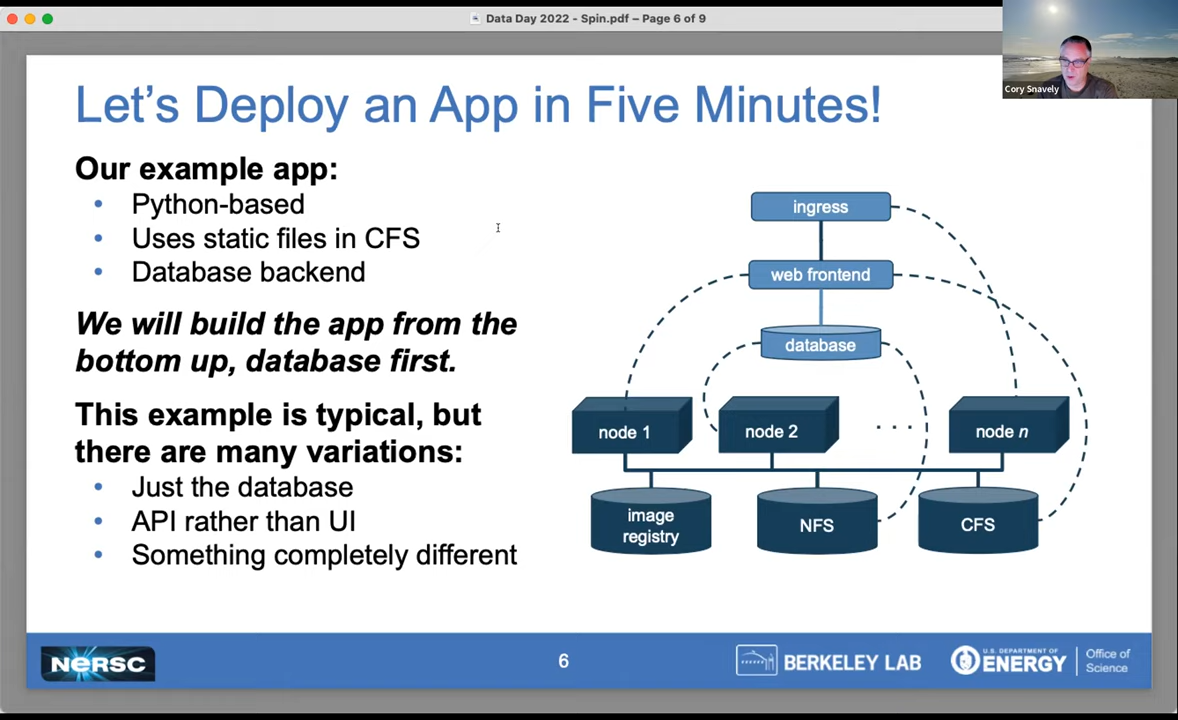 Data Day 2022 - Spin.pdf – Page 6 of 9
Cory Snavely
Let's Deploy an App in Five Minutes!
Our example app:
• Python-based
• Uses static files in CFS
• Database backend
We will build the app from the
bottom up, database first.
This example is typical, but
there are many variations:
• Just the database
• API rather than UI
• Something completely different
ingress
web frontend
database
node 1
node 2
. . .
node n
image
registry
NFS
CFS
NERSC
6
BERKELEY LAB
U.S. DEPARTMENT OF
ENERGY
Office of
Science